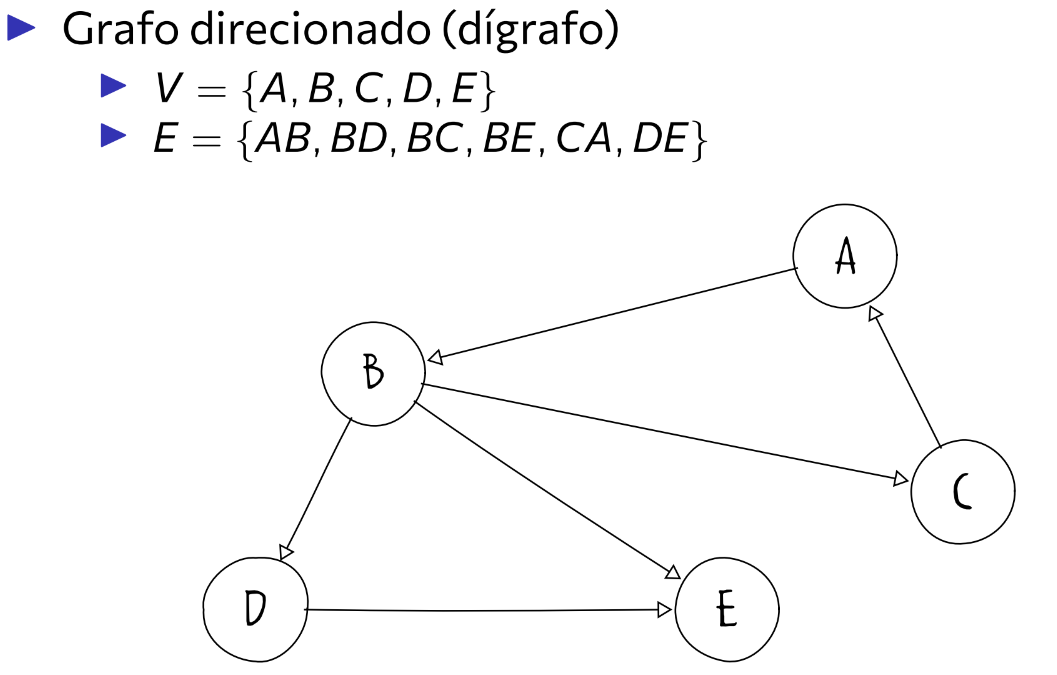 ▶ Grafo direcionado (dígrafo)
▶ V = {A, B, C, D, E}
▶ E = {AB, BD, BC, BE, CA, DE}
A
B
C
D
E